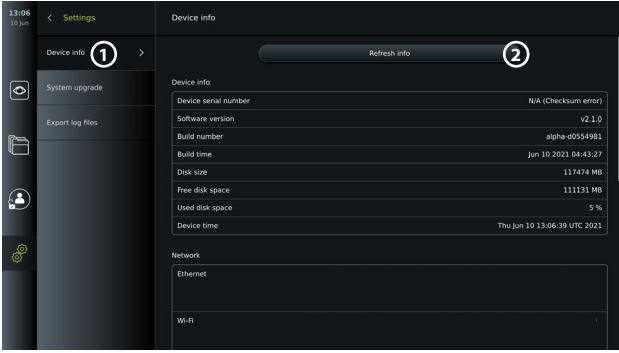 13:06
10 Jun
< Settings
Device info
Device info 1 >
System upgrade
Export log files
Refresh info 2
Device info
Device serial number N/A (Checksum error)
Software version v2.1.0
Build number alpha-d0554981
Build time Jun 10 2021 04:43:27
Disk size 117474 MB
Free disk space 111131 MB
Used disk space 5 %
Device time Thu Jun 10 13:06:39 UTC 2021
Network
Ethernet
Wi-Fi